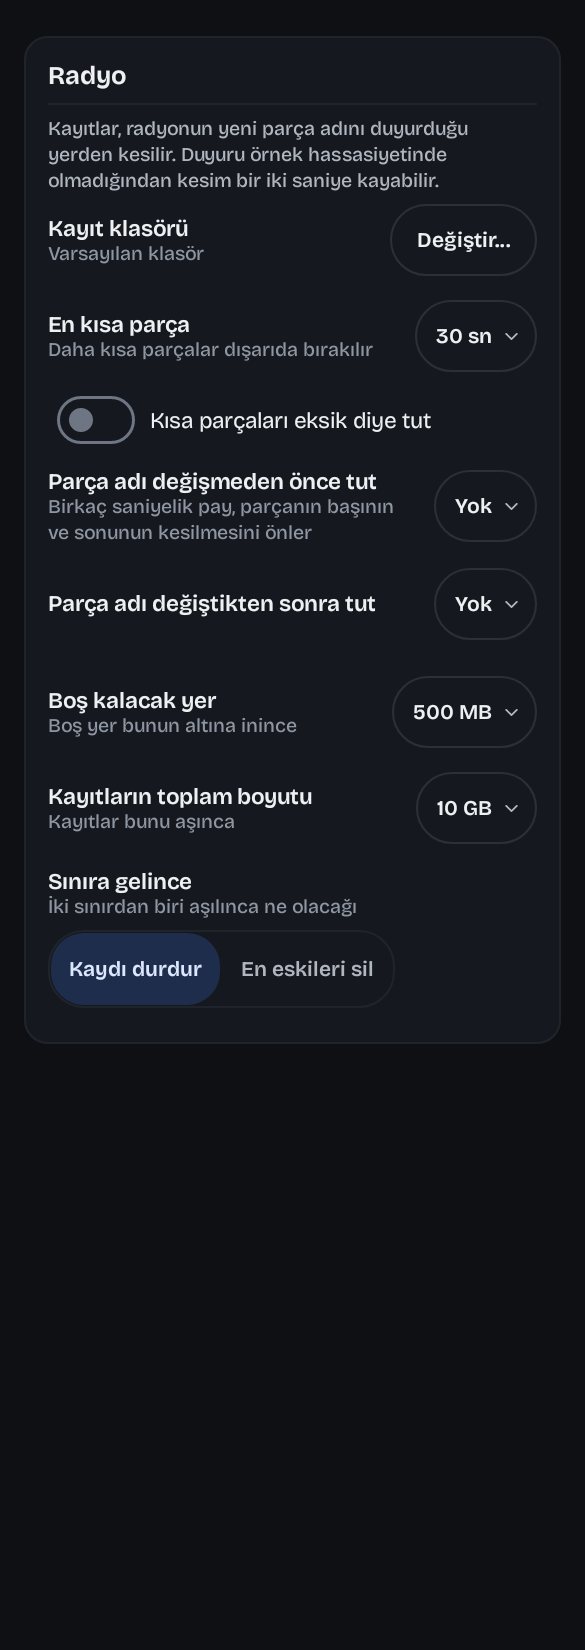 Radyo
Kayıtlar, radyonun yeni parça adını duyurduğu
yerden kesilir. Duyuru örnek hassasiyetinde
olmadığından kesim bir iki saniye kayabilir.
Kayıt klasörü
Varsayılan klasör
Değiştir...
En kısa parça
Daha kısa parçalar dışarıda bırakılır
30 sn
Kısa parçaları eksik diye tut
Parça adı değişmeden önce tut
Birkaç saniyelik pay, parçanın başının
ve sonunun kesilmesini önler
Yok
Parça adı değiştikten sonra tut
Yok
Boş kalacak yer
Boş yer bunun altına inince
500 MB
Kayıtların toplam boyutu
Kayıtlar bunu aşınca
10 GB
Sınıra gelince
İki sınırdan biri aşılınca ne olacağı
Kaydı durdur
En eskileri sil